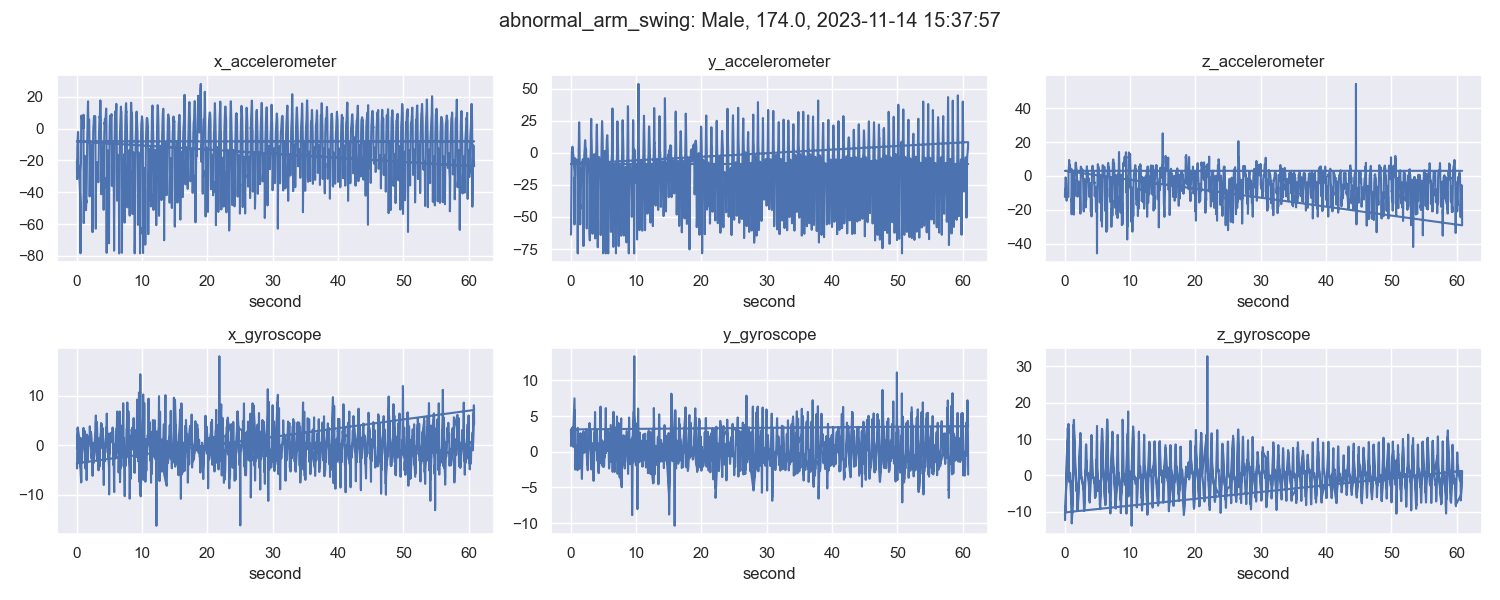 abnormal_arm_swing: Male, 174.0, 2023-11-14 15:37:57
x_accelerometer
20
0
−20
−40
−60
−80
0 10 20 30 40 50 60
second
y_accelerometer
50
25
0
−25
−50
−75
0 10 20 30 40 50 60
second
z_accelerometer
40
20
0
−20
−40
0 10 20 30 40 50 60
second
x_gyroscope
10
0
−10
0 10 20 30 40 50 60
second
y_gyroscope
10
5
0
−5
−10
0 10 20 30 40 50 60
second
z_gyroscope
30
20
10
0
−10
0 10 20 30 40 50 60
second